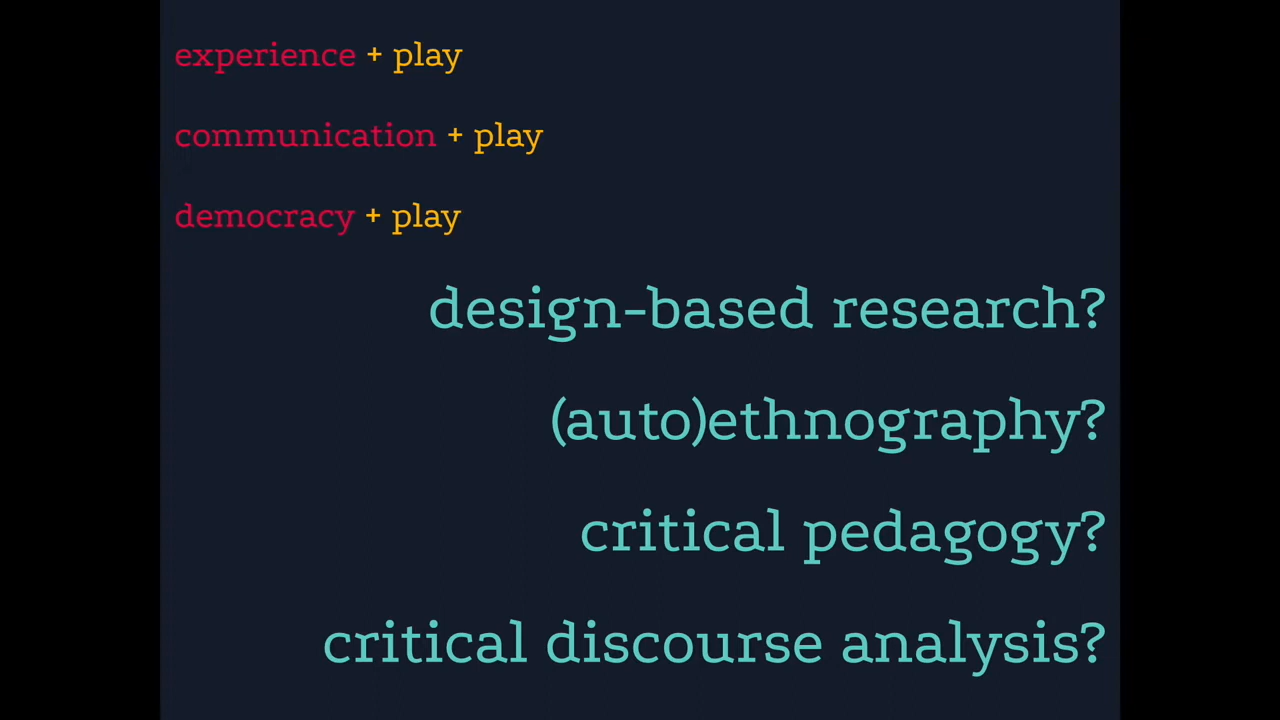 experience + play
communication + play
democracy + play
design-based research?
(auto)ethnography?
critical pedagogy?
critical discourse analysis?